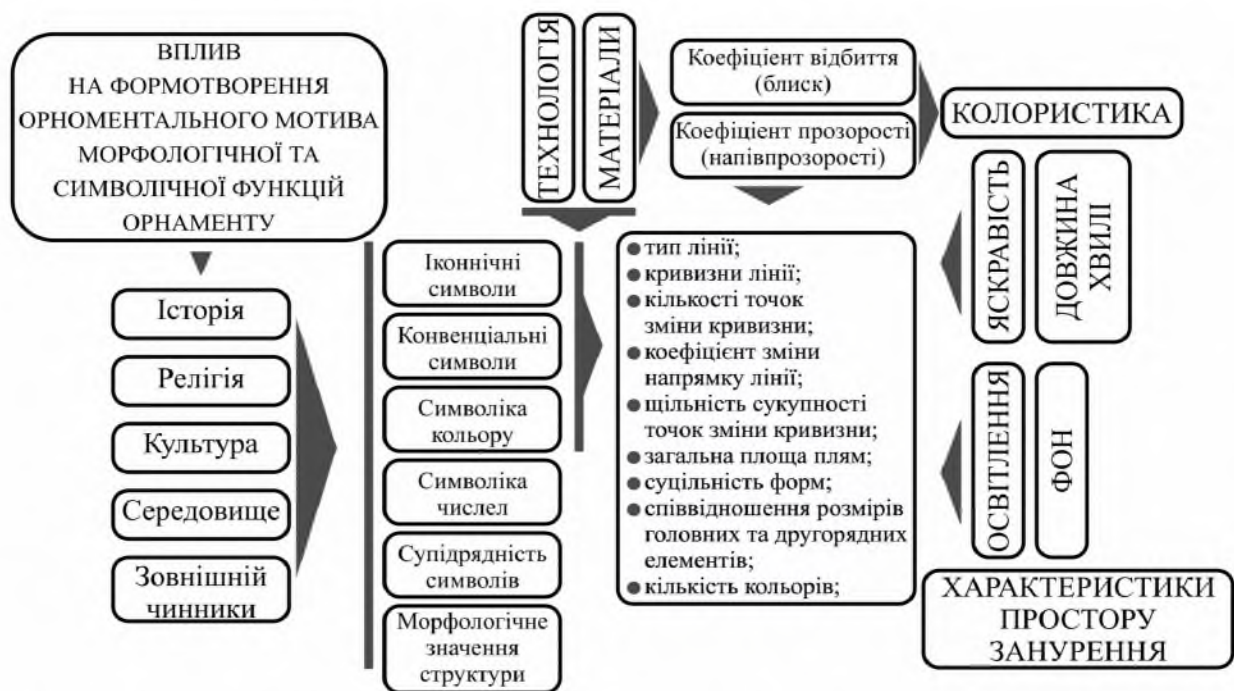 ВПЛИВ
НА ФОРМОТВОРЕННЯ
ОРНОМЕНТАЛЬНОГО МОТИВА
МОРФОЛОГІЧНОЇ ТА
СИМВОЛІЧНОЇ ФУНКЦІЙ
ОРНАМЕНТУ
Історія
Релігія
Культура
Середовище
Зовнішній
чинники
Іконнічні
символи
Конвенціальні
символи
Символіка
кольору
Символіка
числел
Супідрядність
символів
Морфологічне
значення
структури
ТЕХНОЛОГІЯ
МАТЕРІАЛИ
Коефіцієнт відбиття
(блиск)
Коефіцієнт прозорості
(напівпрозорості)
КОЛОРИСТИКА
● тип лінії;
● кривизни лінії;
● кількості точок
зміни кривизни;
● коефіцієнт зміни
напрямку лінії;
● щільність сукупності
точок зміни кривизни;
● загальна площа плям;
● суцільність форм;
● співвідношення розмірів
головних та другорядних
елементів;
● кількість кольорів;
ЯСКРАВІСТЬ
ДОВЖИНА
ХВИЛІ
ОСВІТЛЕННЯ
ФОН
ХАРАКТЕРИСТИКИ
ПРОСТОРУ
ЗАНУРЕННЯ